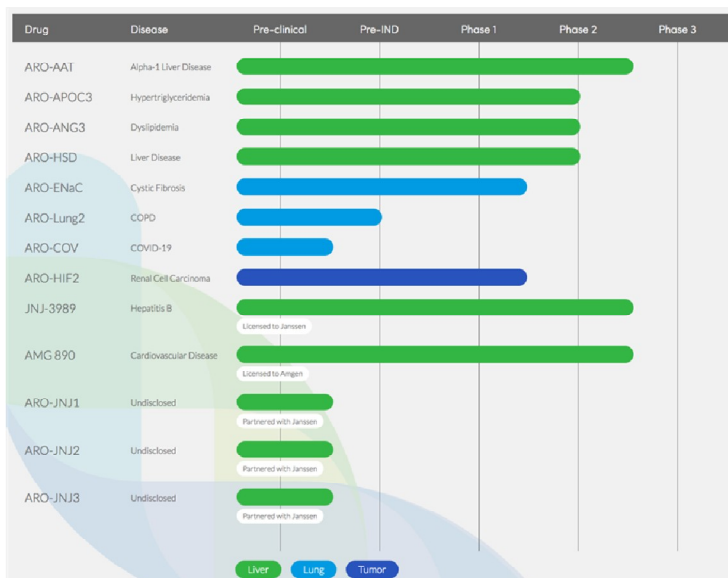 Drug Disease Pre-clinical Pre-IND Phase 1 Phase 2 Phase 3
ARO-AAT Alpha-1 Liver Disease
ARO-APOC3 Hypertriglyceridemia
ARO-ANG3 Dyslipidemia
ARO-HSD Liver Disease
ARO-ENaC Cystic Fibrosis
ARO-Lung2 COPD
ARO-COV COVID-19
ARO-HIF2 Renal Cell Carcinoma
JNJ-3989 Hepatitis B
Licensed to Janssen
AMG 890 Cardiovascular Disease
Licensed to Amgen
ARO-JNJ1 Undisclosed
Partnered with Janssen
ARO-JNJ2 Undisclosed
Partnered with Janssen
ARO-JNJ3 Undisclosed
Partnered with Janssen
Liver Lung Tumor